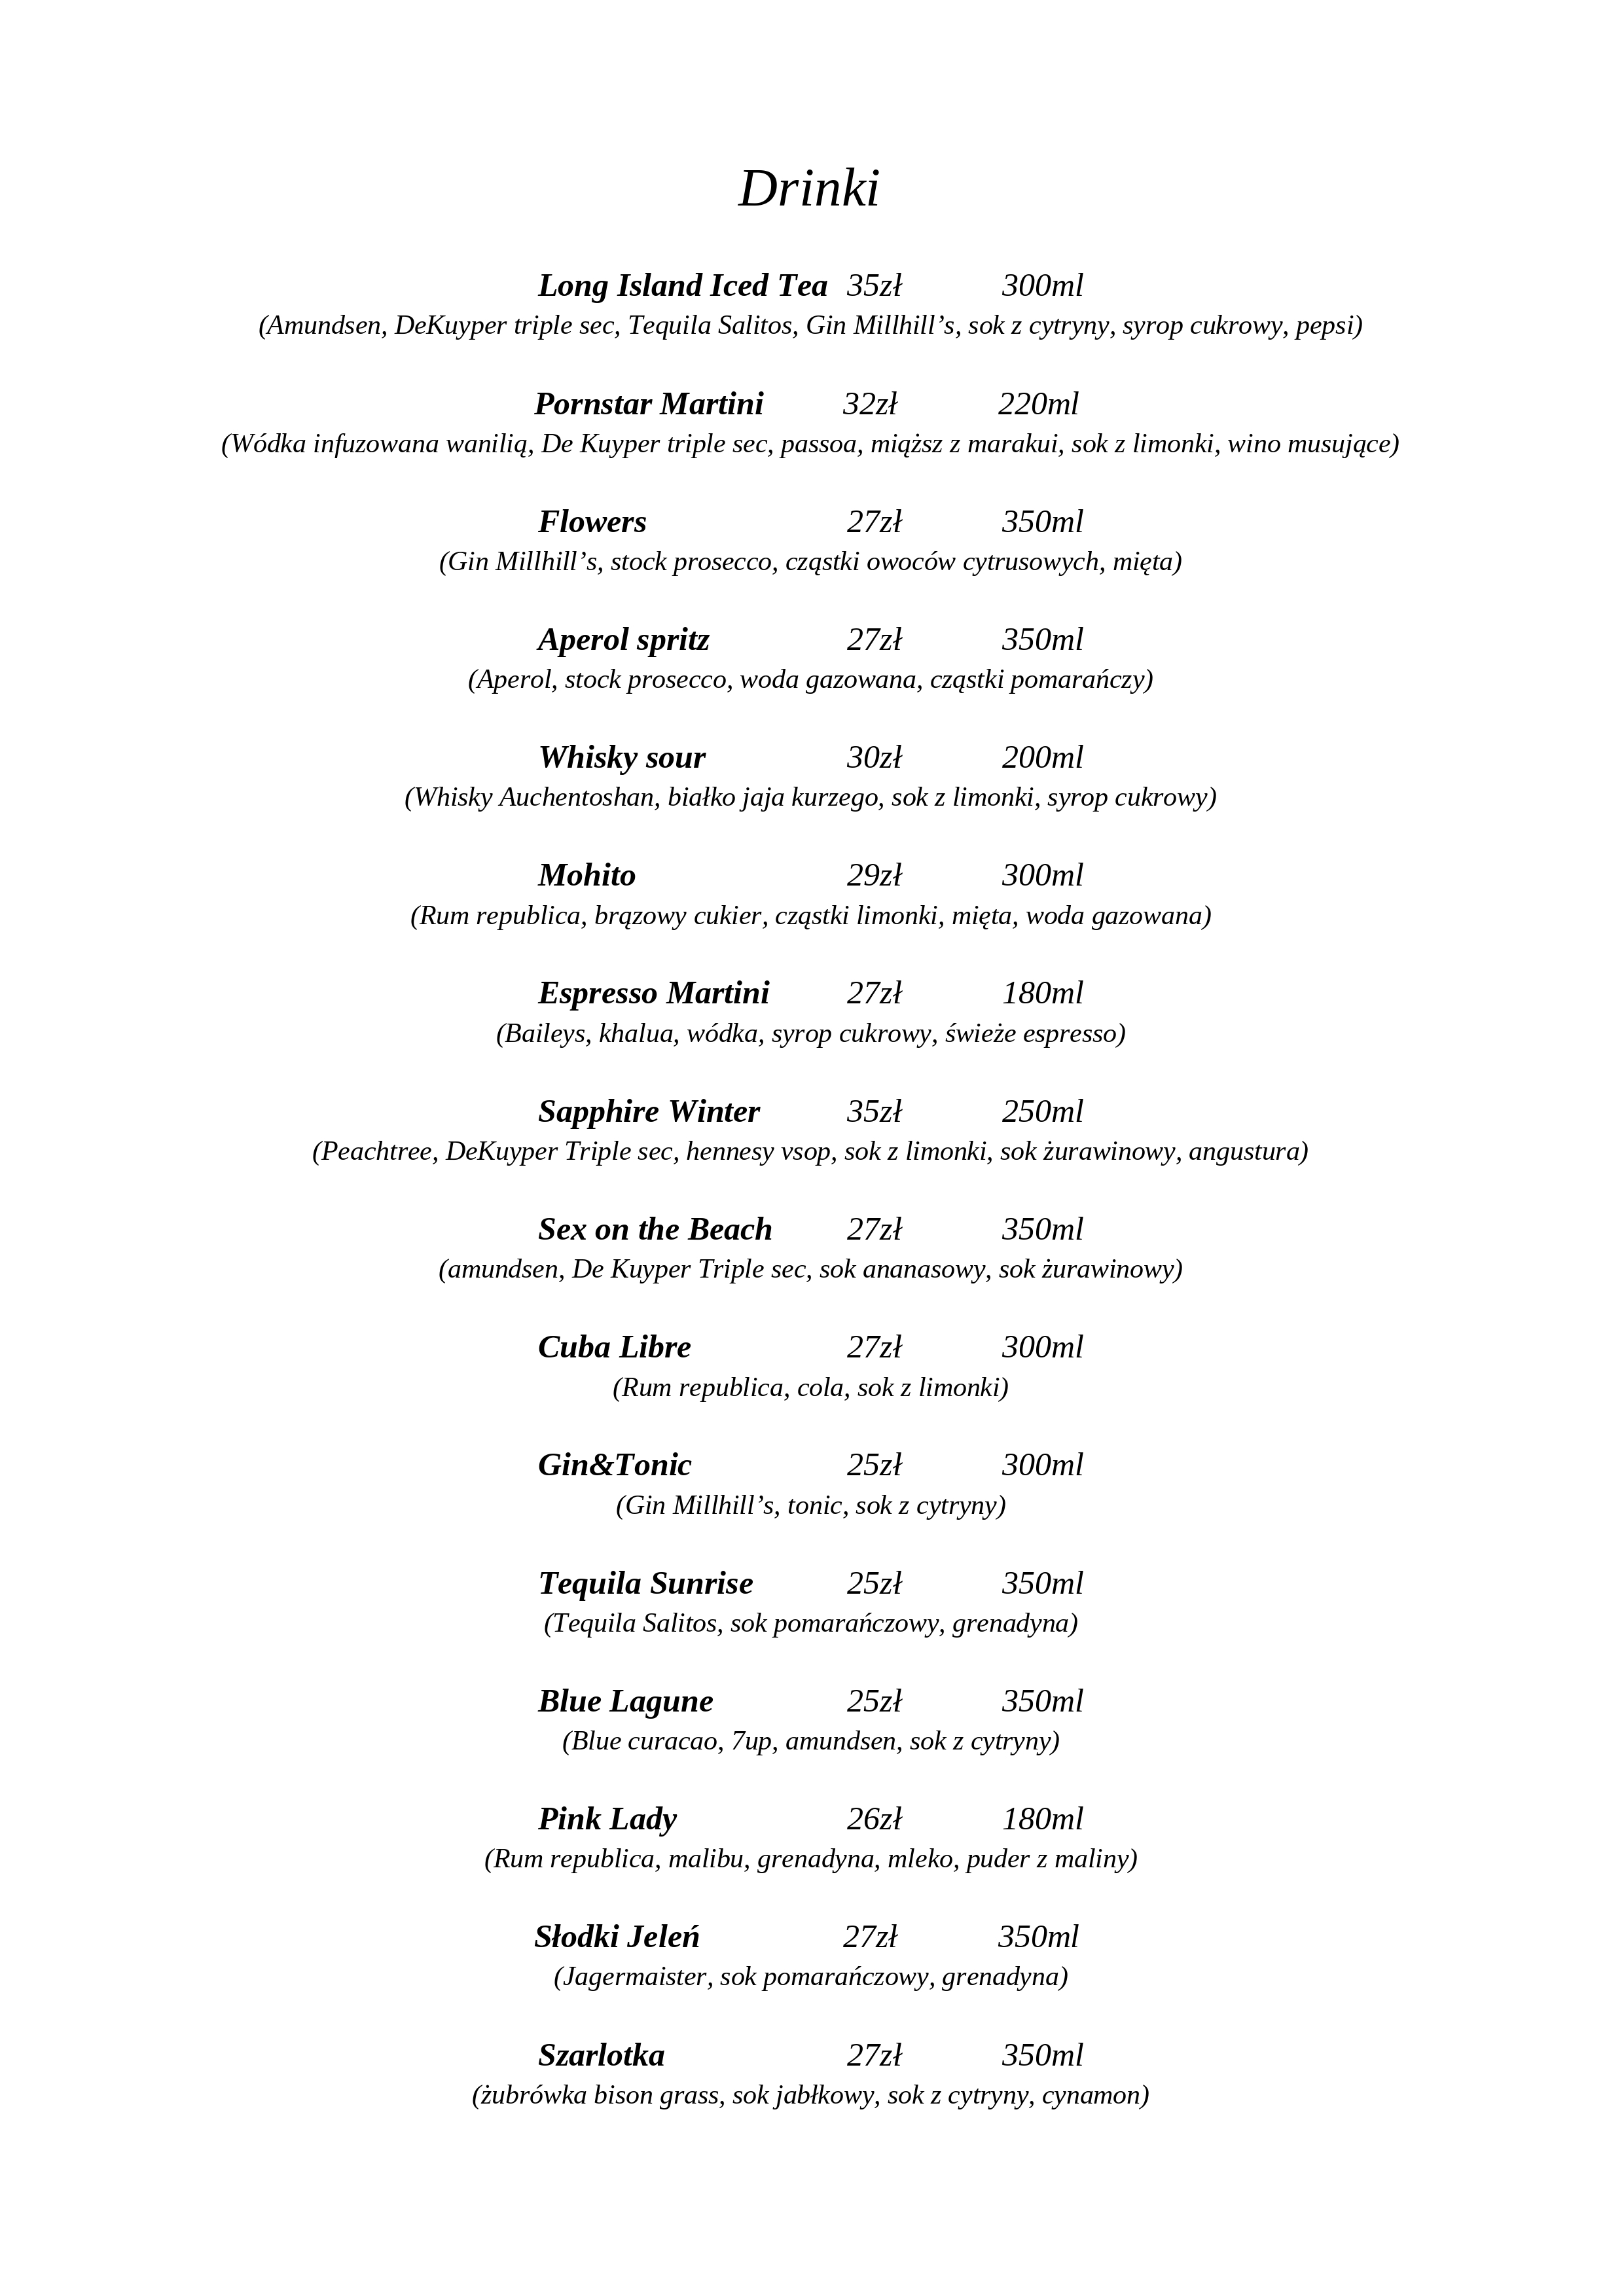 Drinki
Long Island Iced Tea 35zł 300ml
(Amundsen, DeKuyper triple sec, Tequila Salitos, Gin Millhill’s, sok z cytryny, syrop cukrowy, pepsi)
Pornstar Martini 32zł 220ml
(Wódka infuzowana wanilią, De Kuyper triple sec, passoa, miąższ z marakui, sok z limonki, wino musujące)
Flowers 27zł 350ml
(Gin Millhill’s, stock prosecco, cząstki owoców cytrusowych, mięta)
Aperol spritz 27zł 350ml
(Aperol, stock prosecco, woda gazowana, cząstki pomarańczy)
Whisky sour 30zł 200ml
(Whisky Auchentoshan, białko jaja kurzego, sok z limonki, syrop cukrowy)
Mohito 29zł 300ml
(Rum republica, brązowy cukier, cząstki limonki, mięta, woda gazowana)
Espresso Martini 27zł 180ml
(Baileys, khalua, wódka, syrop cukrowy, świeże espresso)
Sapphire Winter 35zł 250ml
(Peachtree, DeKuyper Triple sec, hennesy vsop, sok z limonki, sok żurawinowy, angustura)
Sex on the Beach 27zł 350ml
(amundsen, De Kuyper Triple sec, sok ananasowy, sok żurawinowy)
Cuba Libre 27zł 300ml
(Rum republica, cola, sok z limonki)
Gin&Tonic 25zł 300ml
(Gin Millhill’s, tonic, sok z cytryny)
Tequila Sunrise 25zł 350ml
(Tequila Salitos, sok pomarańczowy, grenadyna)
Blue Lagune 25zł 350ml
(Blue curacao, 7up, amundsen, sok z cytryny)
Pink Lady 26zł 180ml
(Rum republica, malibu, grenadyna, mleko, puder z maliny)
Słodki Jeleń 27zł 350ml
(Jagermaister, sok pomarańczowy, grenadyna)
Szarlotka 27zł 350ml
(żubrówka bison grass, sok jabłkowy, sok z cytryny, cynamon)